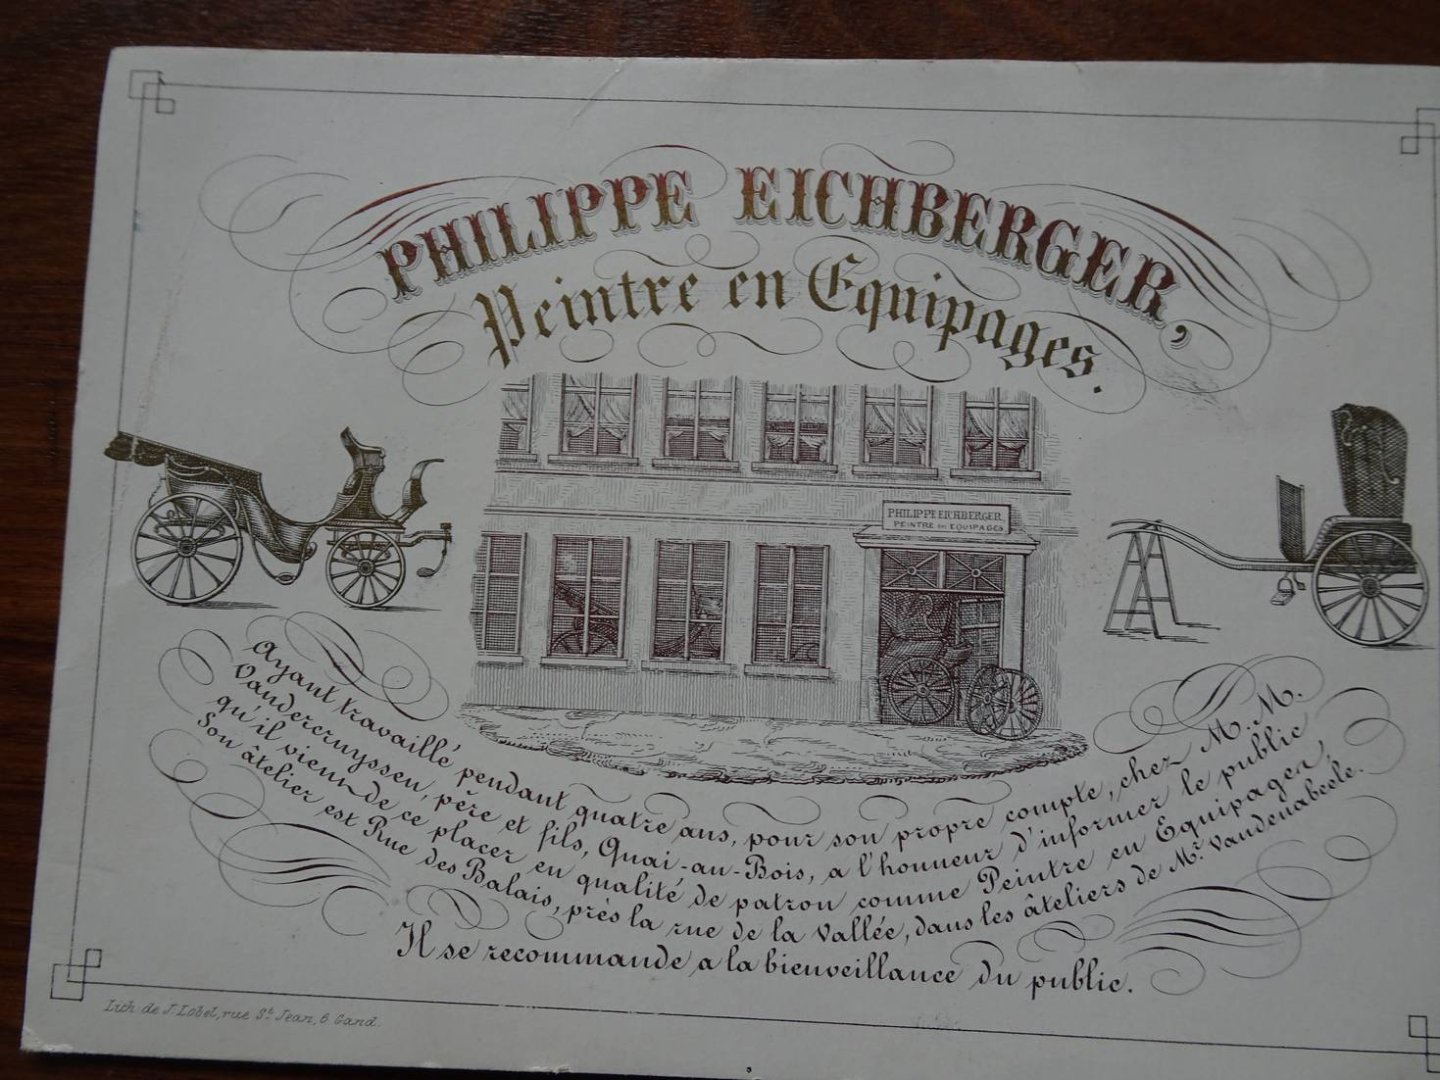 PHILIPPE EICHBERGER,
Peintre en Equipages.
PHILIPPE EICHBERGER,
PEINTRE EN EQUIPAGES
Ayant travaillé pendant quatre ans, pour son propre compte, chez M. M.
Vandercruyssen, père et fils, Quai-au-Bois, a l'honneur d'informer le public
qu'il vient de ce placer en qualité de patron comme Peintre en Equipages,
Son âtelier est Rue des Balais, près la rue de la Vallée, dans les âteliers de Mr. Vandenabeele.
Il se recommande a la bienveillance du public.
Lith. de J. Lobel, rue St. Jean, 6 Gand.